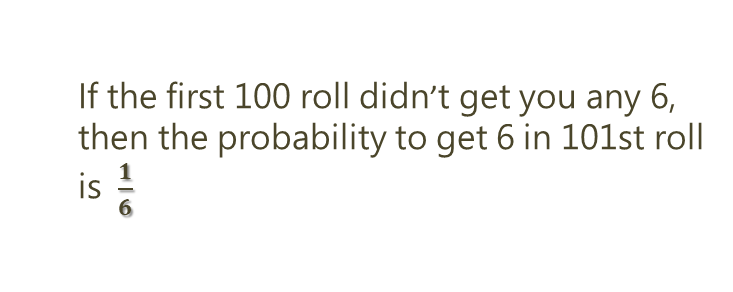 If the first 100 roll didn't get you any 6,
then the probability to get 6 in 101st roll
is 1/6